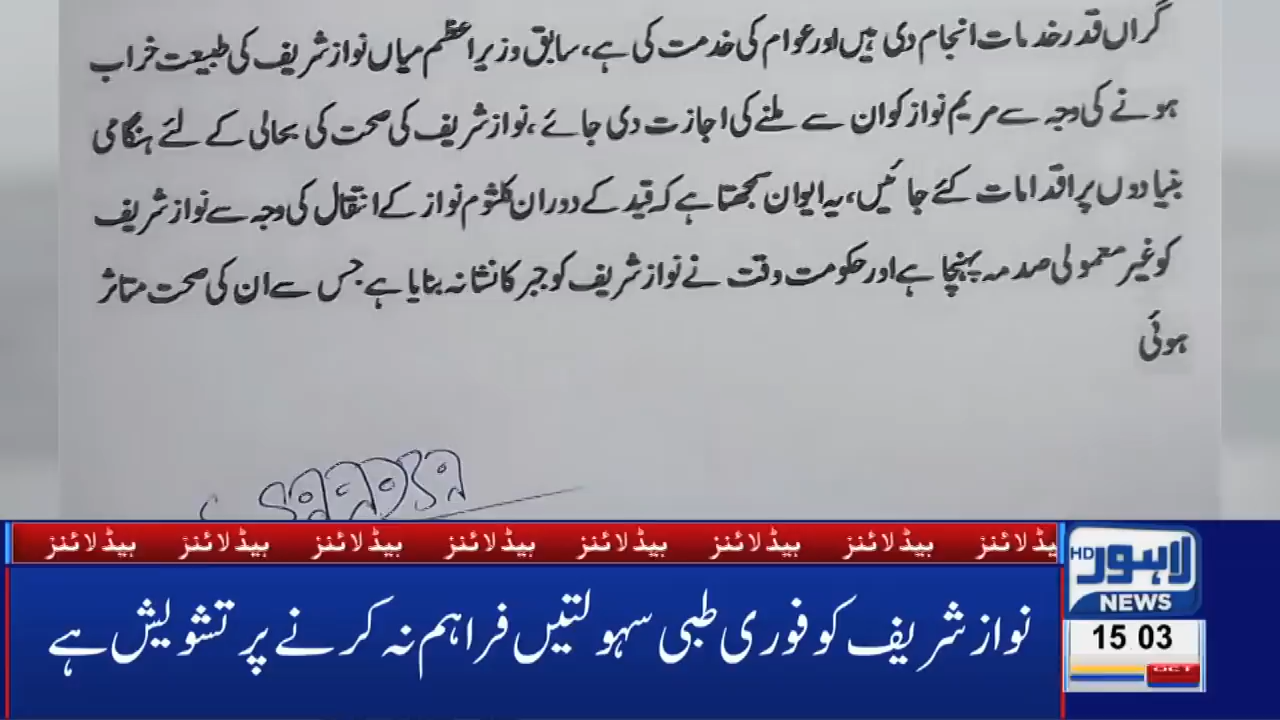 گراں قدر خدمات انجام دی ہیں اور عوام کی خدمت کی ہے، سابق وزیراعظم میاں نواز شریف کی طبیعت خراب
ہونے کی وجہ سے مریم نواز کو ان سے ملنے کی اجازت دی جائے، نواز شریف کی صحت کی بحالی کے لئے ہنگامی
بنیادوں پر اقدامات کئے جائیں، یہ ایوان سمجھتا ہے کہ قید کے دوران کلثوم نواز کے انتقال کی وجہ سے نواز شریف
کو غیر معمولی صدمہ پہنچا ہے اور حکومت وقت نے نواز شریف کو جبر کا نشانہ بنایا ہے جس سے ان کی صحت متاثر
ہوئی
ہیڈلائنز ہیڈلائنز ہیڈلائنز ہیڈلائنز ہیڈلائنز ہیڈلائنز ہیڈلائنز یڈلائنز
نواز شریف کو فوری طبی سہولتیں فراہم نہ کرنے پر تشویش ہے
HD لاہور
NEWS
15 03
OCT